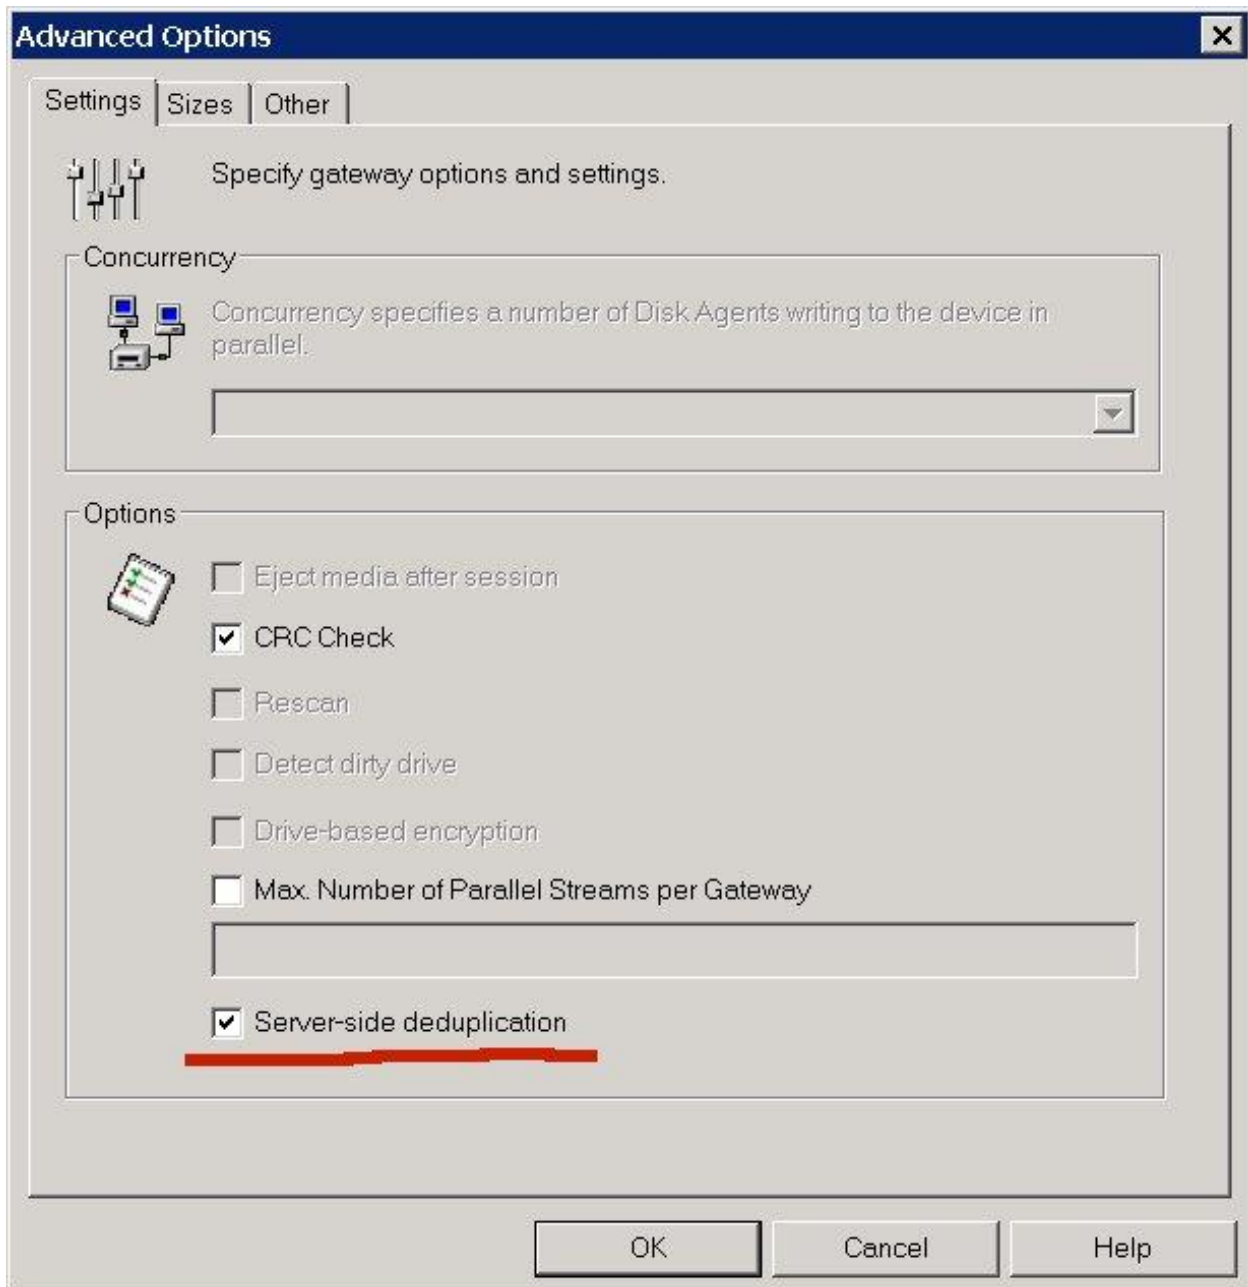 Advanced Options
Settings
Sizes
Other
Specify gateway options and settings.
Concurrency
Concurrency specifies a number of Disk Agents writing to the device in
parallel.
Options
Eject media after session
CRC Check
Rescan
Detect dirty drive
Drive-based encryption
Max. Number of Parallel Streams per Gateway
Server-side deduplication
OK
Cancel
Help